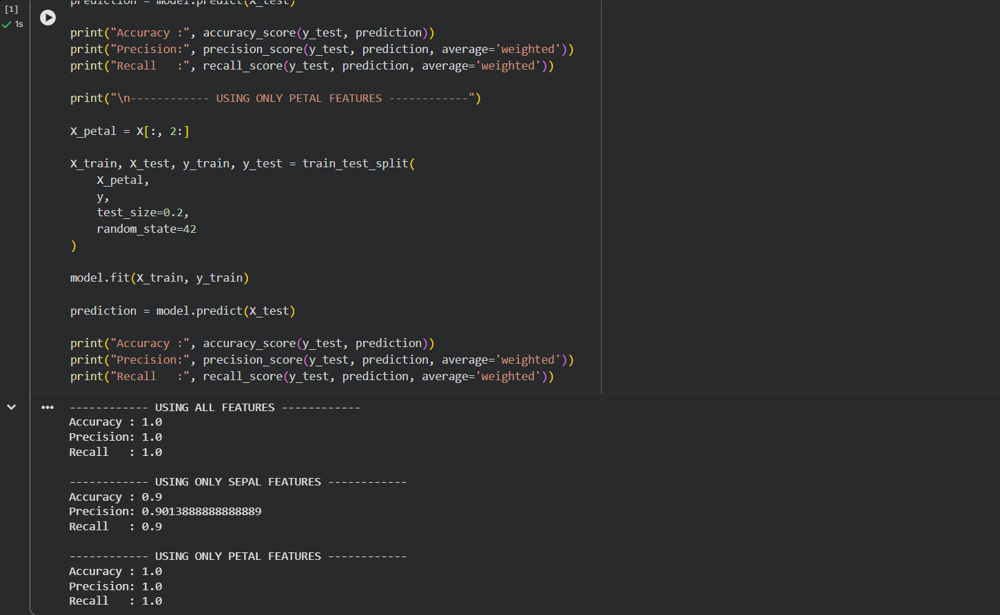 [1]
1s
prediction = model.predict(X_test)
print("Accuracy :", accuracy_score(y_test, prediction))
print("Precision:", precision_score(y_test, prediction, average='weighted'))
print("Recall   :", recall_score(y_test, prediction, average='weighted'))
print("\n------------ USING ONLY PETAL FEATURES ------------")
X_petal = X[:, 2:]
X_train, X_test, y_train, y_test = train_test_split(
    X_petal,
    y,
    test_size=0.2,
    random_state=42
)
model.fit(X_train, y_train)
prediction = model.predict(X_test)
print("Accuracy :", accuracy_score(y_test, prediction))
print("Precision:", precision_score(y_test, prediction, average='weighted'))
print("Recall   :", recall_score(y_test, prediction, average='weighted'))
------------ USING ALL FEATURES ------------
Accuracy : 1.0
Precision: 1.0
Recall   : 1.0
------------ USING ONLY SEPAL FEATURES ------------
Accuracy : 0.9
Precision: 0.9013888888888889
Recall   : 0.9
------------ USING ONLY PETAL FEATURES ------------
Accuracy : 1.0
Precision: 1.0
Recall   : 1.0